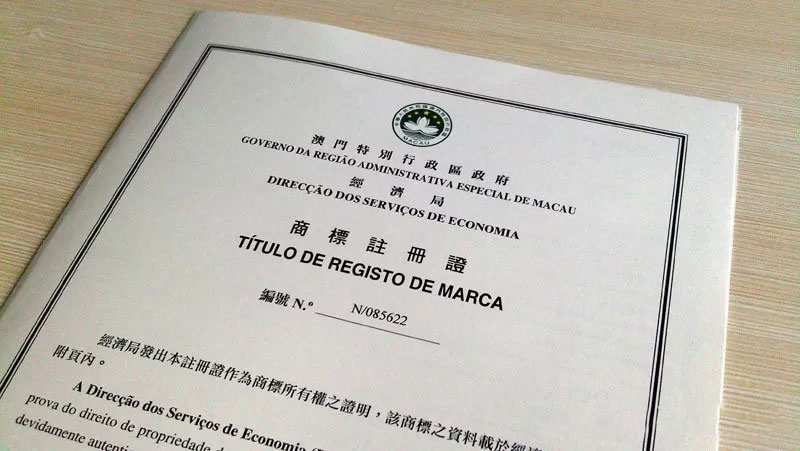 MACAU
澳門特別行政區政府
GOVERNO DA REGIÃO ADMINISTRATIVA ESPECIAL DE MACAU
經濟局
DIRECÇÃO DOS SERVIÇOS DE ECONOMIA
商標註冊證
TÍTULO DE REGISTO DE MARCA
編號 N.º N/085622
經濟局發出本註冊證作為商標所有權之證明，該商標之資料載於經
附頁內。
A Direcção dos Serviços de Economia
prova do direito de propriedade
devidamente